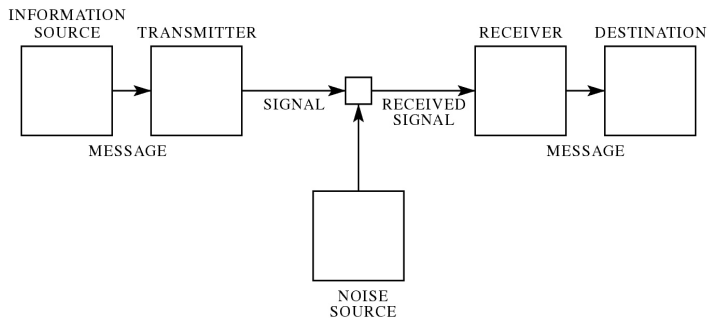 INFORMATION
SOURCE
TRANSMITTER
RECEIVER
DESTINATION
SIGNAL
RECEIVED
SIGNAL
MESSAGE
MESSAGE
NOISE
SOURCE